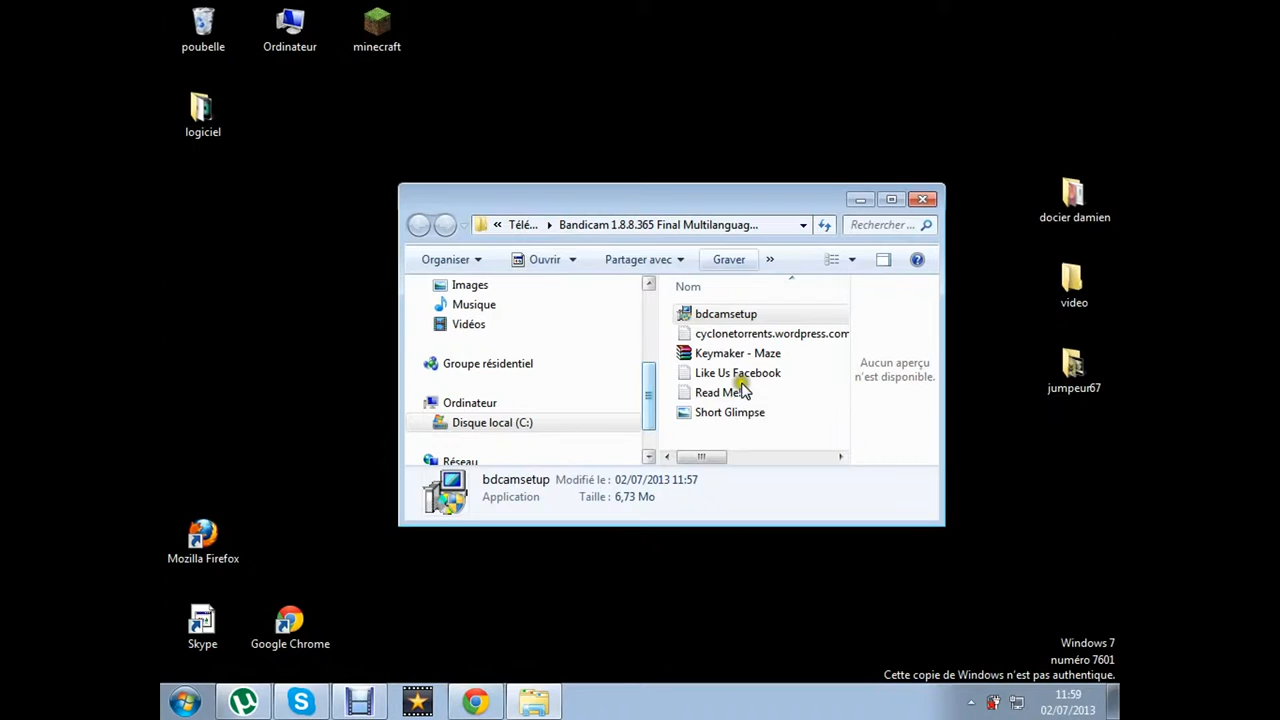 poubelle
Ordinateur
minecraft
logiciel
docier damien
video
jumpeur67
Télé...
Bandicam 1.8.8.365 Final Multilanguag...
Rechercher ...
Organiser
Ouvrir
Partager avec
Graver
»
Images
Musique
Vidéos
Groupe résidentiel
Ordinateur
Disque local (C:)
Réseau
Nom
bdcamsetup
cyclonetorrents.wordpress.com
Keymaker - Maze
Like Us Facebook
Short Glimpse
Aucun aperçu
n'est disponible.
bdcamsetup
Modifié le : 02/07/2013 11:57
Application
Taille : 6,73 Mo
Mozilla Firefox
Skype
Google Chrome
Windows 7
numéro 7601
Cette copie de Windows n'est pas authentique.
11:59
02/07/2013